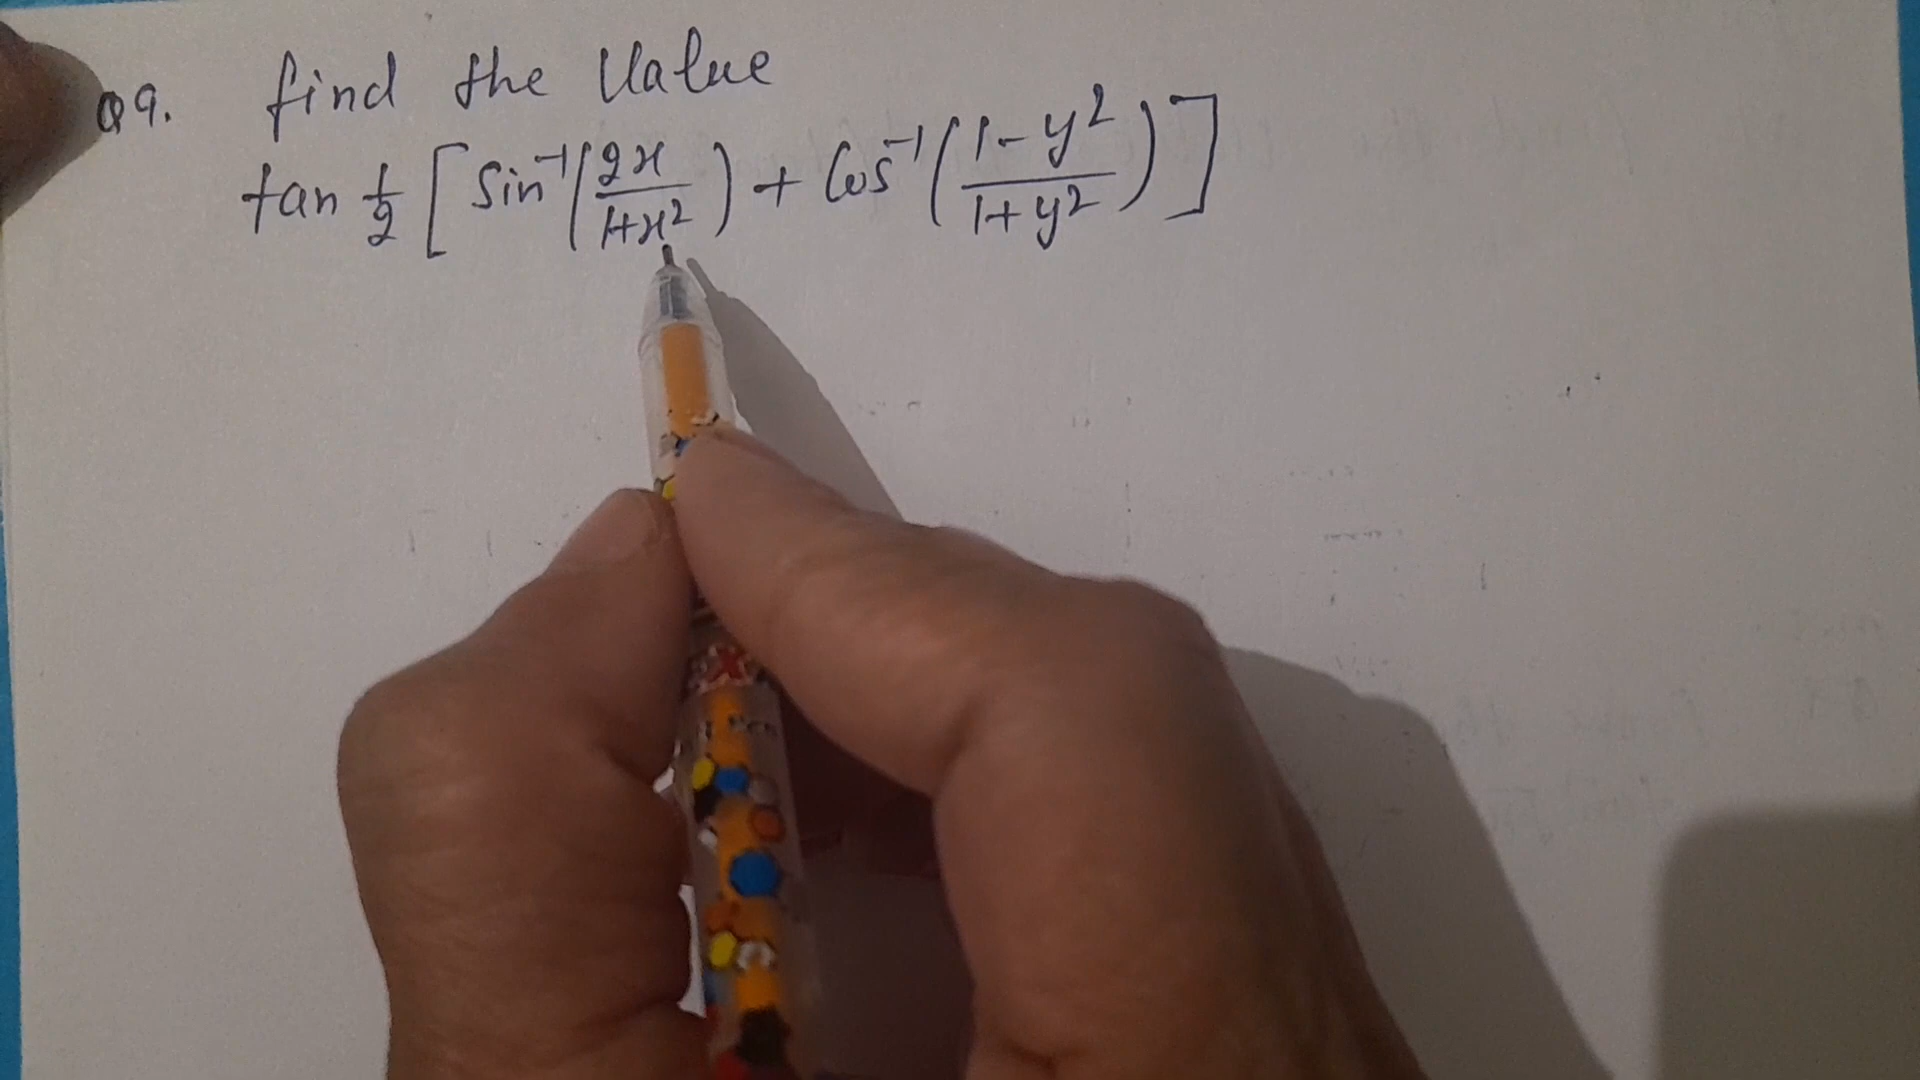 Q9. find the Value
tan 1/2 [ Sin⁻¹ (2x/1+x²) + Cos⁻¹ (1-y²/1+y²) ]